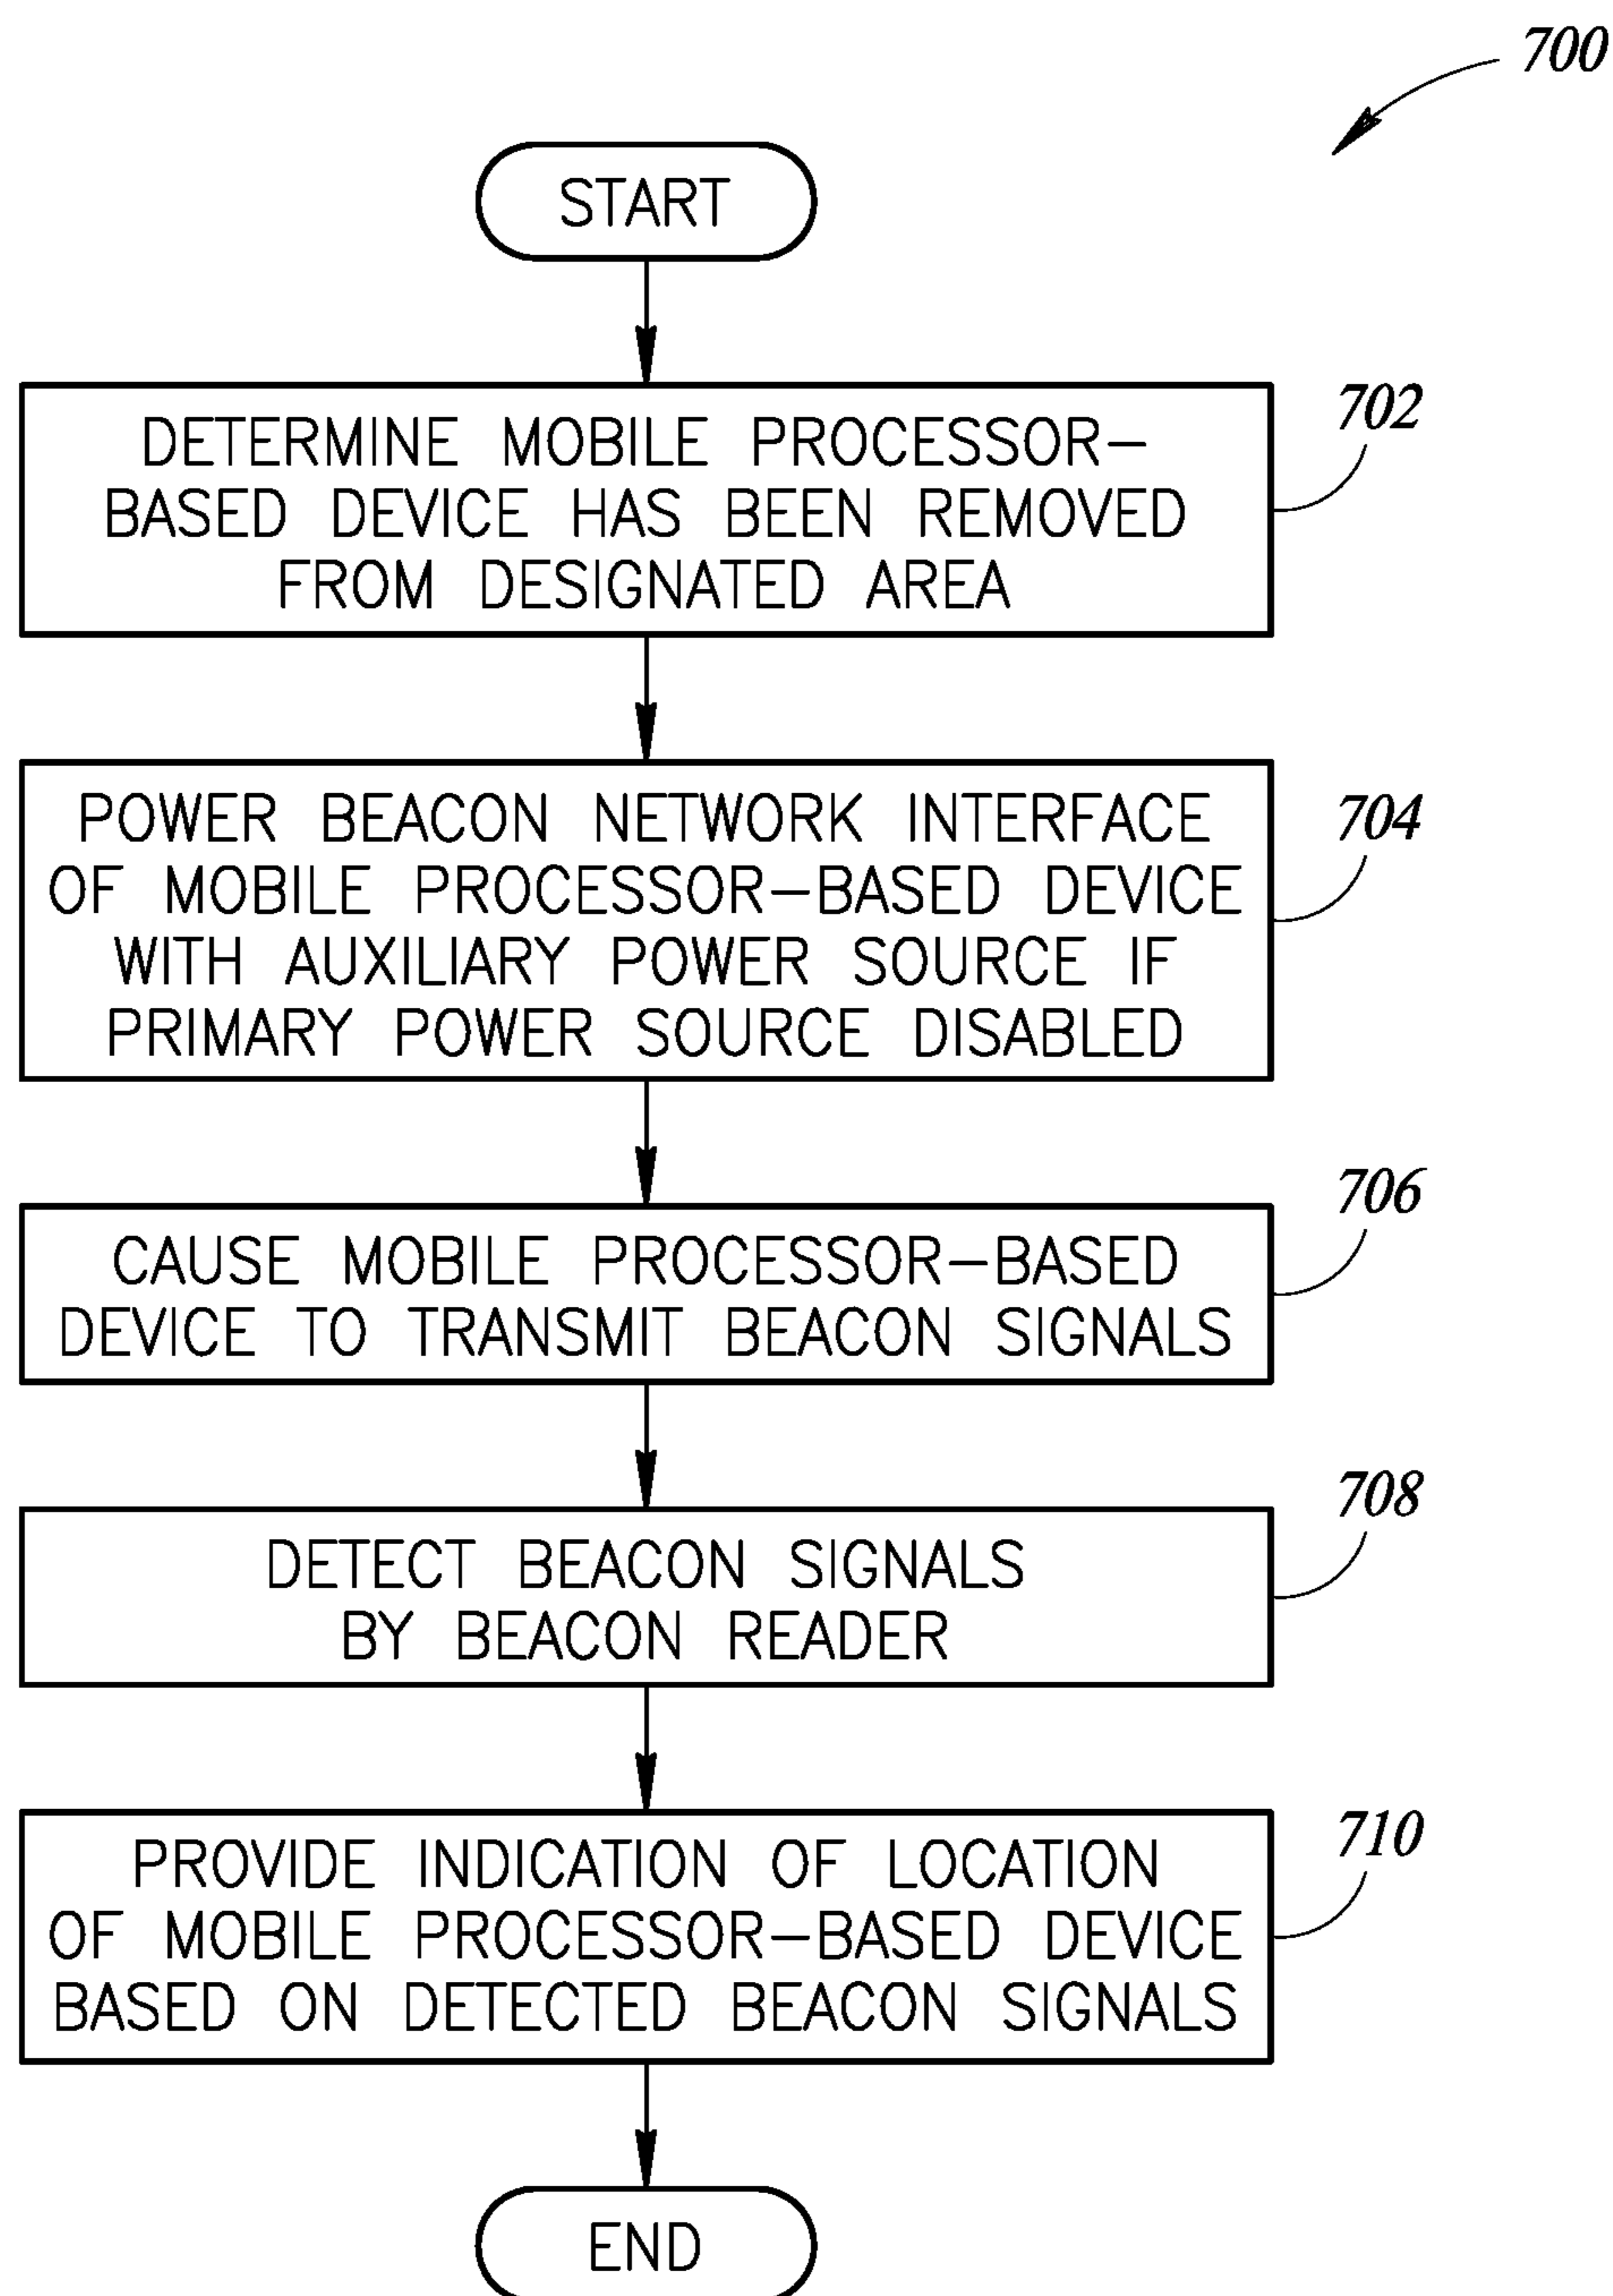 700
START
702
DETERMINE MOBILE PROCESSOR-
BASED DEVICE HAS BEEN REMOVED
FROM DESIGNATED AREA
704
POWER BEACON NETWORK INTERFACE
OF MOBILE PROCESSOR-BASED DEVICE
WITH AUXILIARY POWER SOURCE IF
PRIMARY POWER SOURCE DISABLED
706
CAUSE MOBILE PROCESSOR-BASED
DEVICE TO TRANSMIT BEACON SIGNALS
708
DETECT BEACON SIGNALS
BY BEACON READER
710
PROVIDE INDICATION OF LOCATION
OF MOBILE PROCESSOR-BASED DEVICE
BASED ON DETECTED BEACON SIGNALS
END